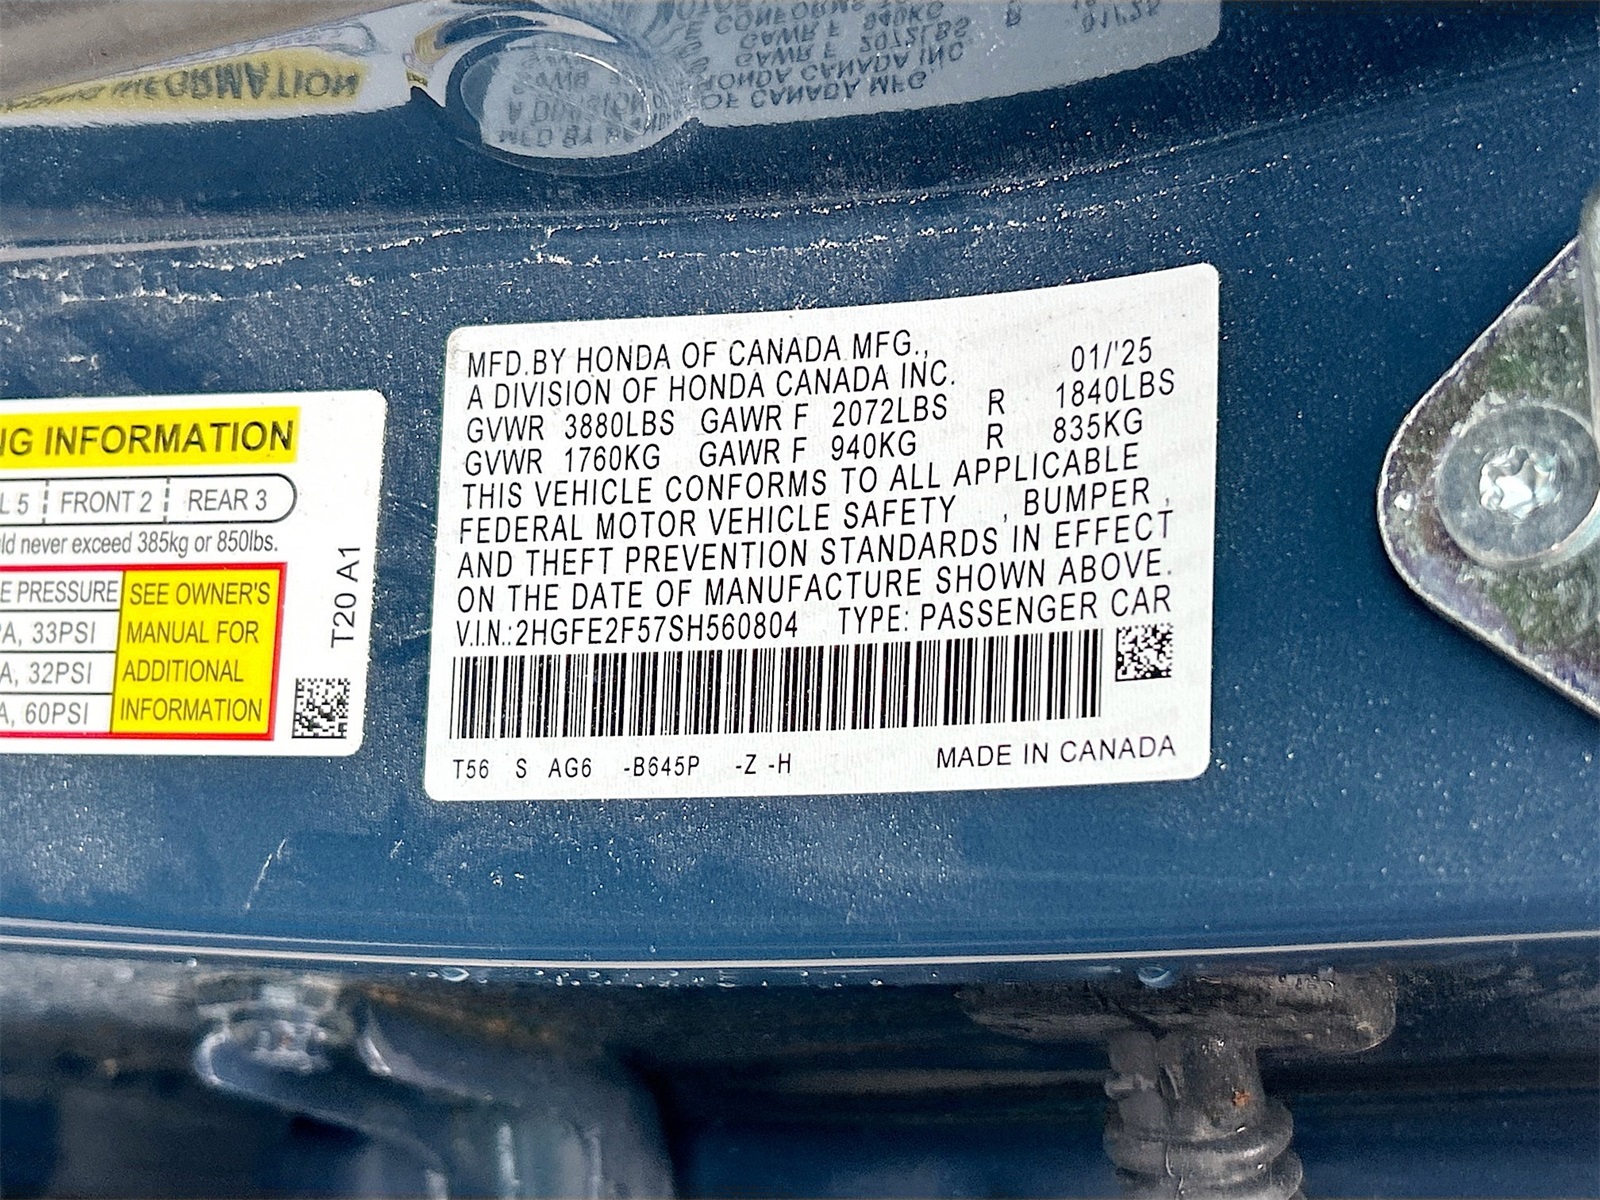 NG INFORMATION
L 5 FRONT 2 REAR 3
ld never exceed 385kg or 850lbs.
E PRESSURE
PA, 33PSI
A, 32PSI
A, 60PSI
SEE OWNER'S
MANUAL FOR
ADDITIONAL
INFORMATION
T20 A1
MFD.BY HONDA OF CANADA MFG., 01/'25
A DIVISION OF HONDA CANADA INC.
GVWR 3880LBS GAWR F 2072LBS R 1840LBS
GVWR 1760KG GAWR F 940KG R 835KG
THIS VEHICLE CONFORMS TO ALL APPLICABLE
FEDERAL MOTOR VEHICLE SAFETY , BUMPER ,
AND THEFT PREVENTION STANDARDS IN EFFECT
ON THE DATE OF MANUFACTURE SHOWN ABOVE.
V.I.N.:2HGFE2F57SH560804 TYPE: PASSENGER CAR
T56 S AG6 -B645P -Z -H MADE IN CANADA